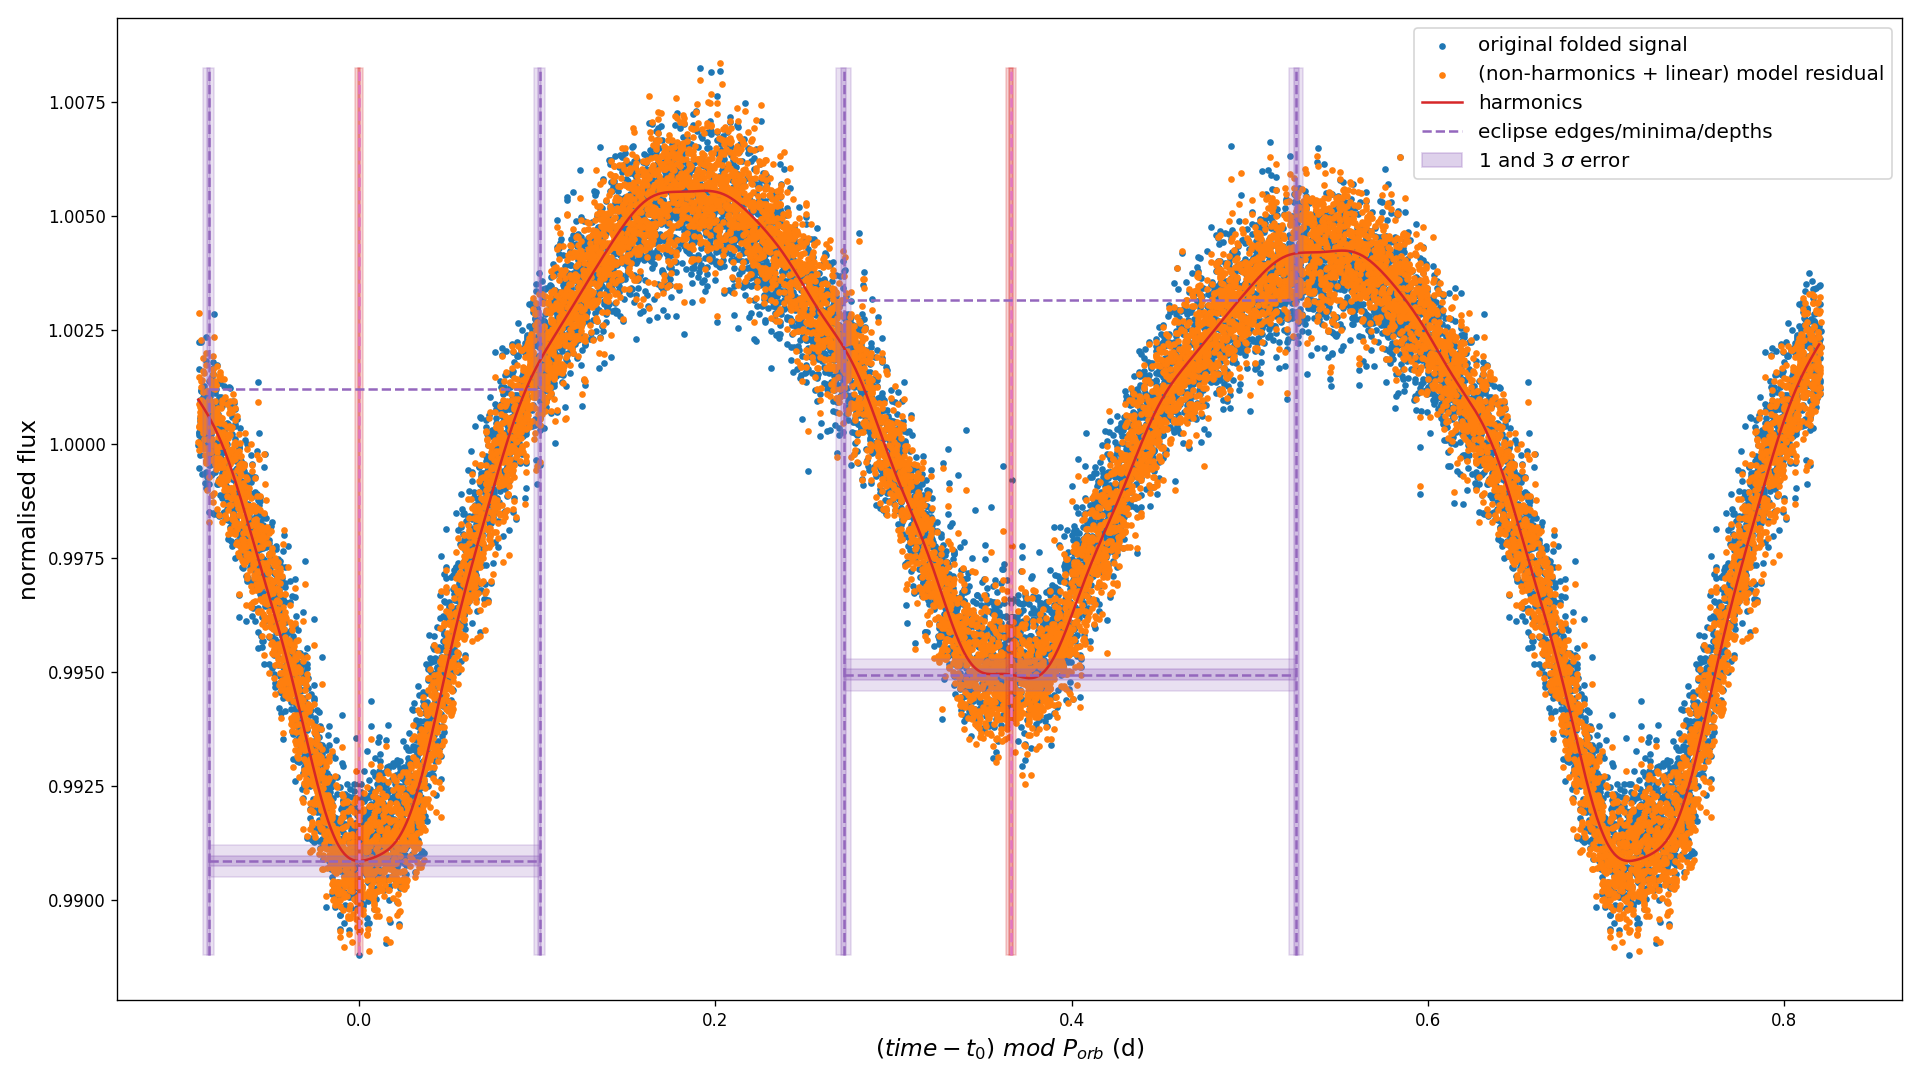 original folded signal
(non-harmonics + linear) model residual
harmonics
eclipse edges/minima/depths
1 and 3 σ error
1.0075
1.0050
1.0025
1.0000
0.9975
0.9950
0.9925
0.9900
normalised flux
0.0 0.2 0.4 0.6 0.8
(time − t₀) mod P_orb (d)